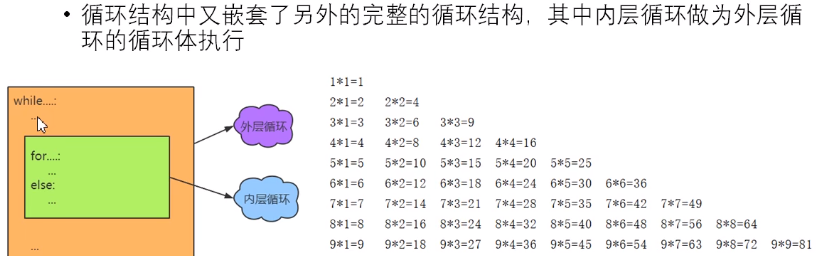 • 循环结构中又嵌套了另外的完整的循环结构，其中内层循环做为外层循
环的循环体执行
while....:
...
for....:
...
else:
...
...
外层循环
内层循环
1*1=1
2*1=2 2*2=4
3*1=3 3*2=6 3*3=9
4*1=4 4*2=8 4*3=12 4*4=16
5*1=5 5*2=10 5*3=15 5*4=20 5*5=25
6*1=6 6*2=12 6*3=18 6*4=24 6*5=30 6*6=36
7*1=7 7*2=14 7*3=21 7*4=28 7*5=35 7*6=42 7*7=49
8*1=8 8*2=16 8*3=24 8*4=32 8*5=40 8*6=48 8*7=56 8*8=64
9*1=9 9*2=18 9*3=27 9*4=36 9*5=45 9*6=54 9*7=63 9*8=72 9*9=81